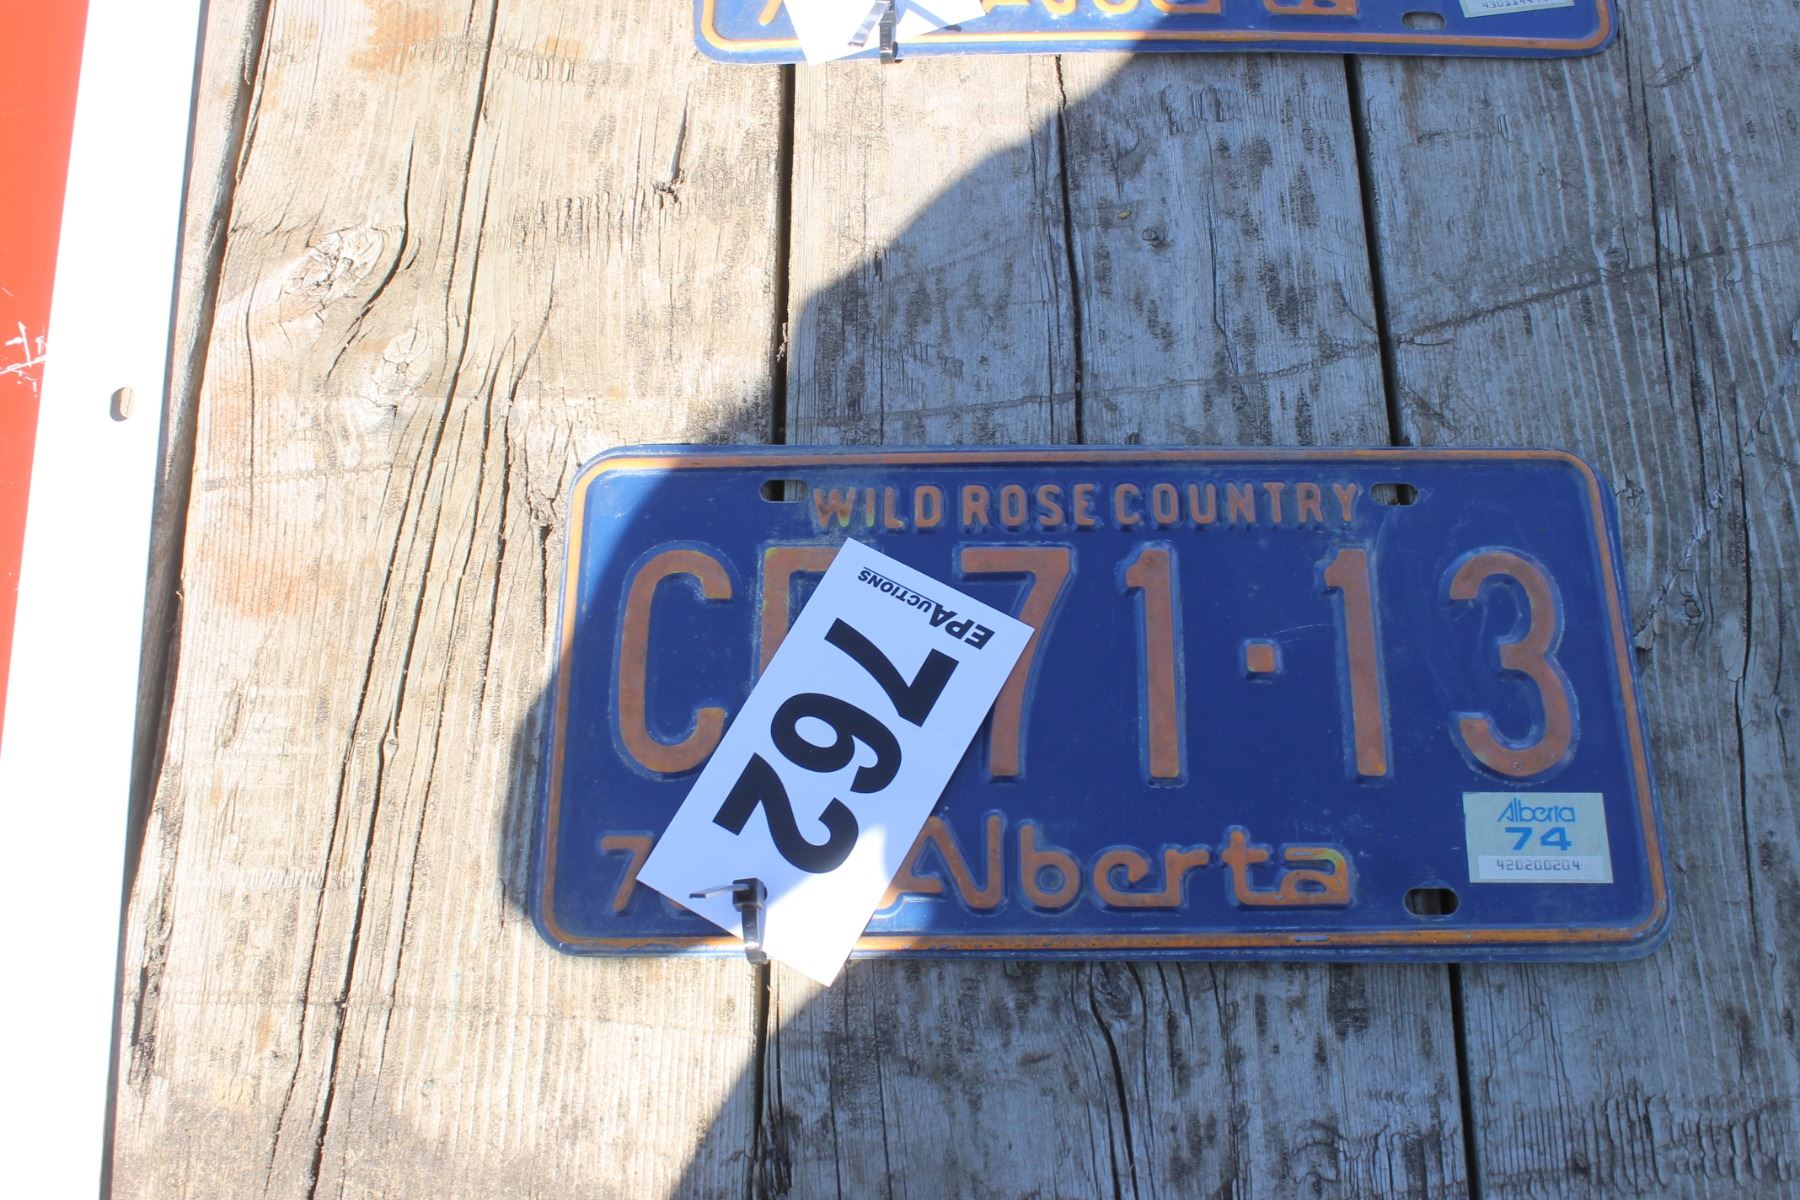 WILD ROSE COUNTRY
71·13
Alberta
Alberta
74
420200204
EPAUCTIONS
762